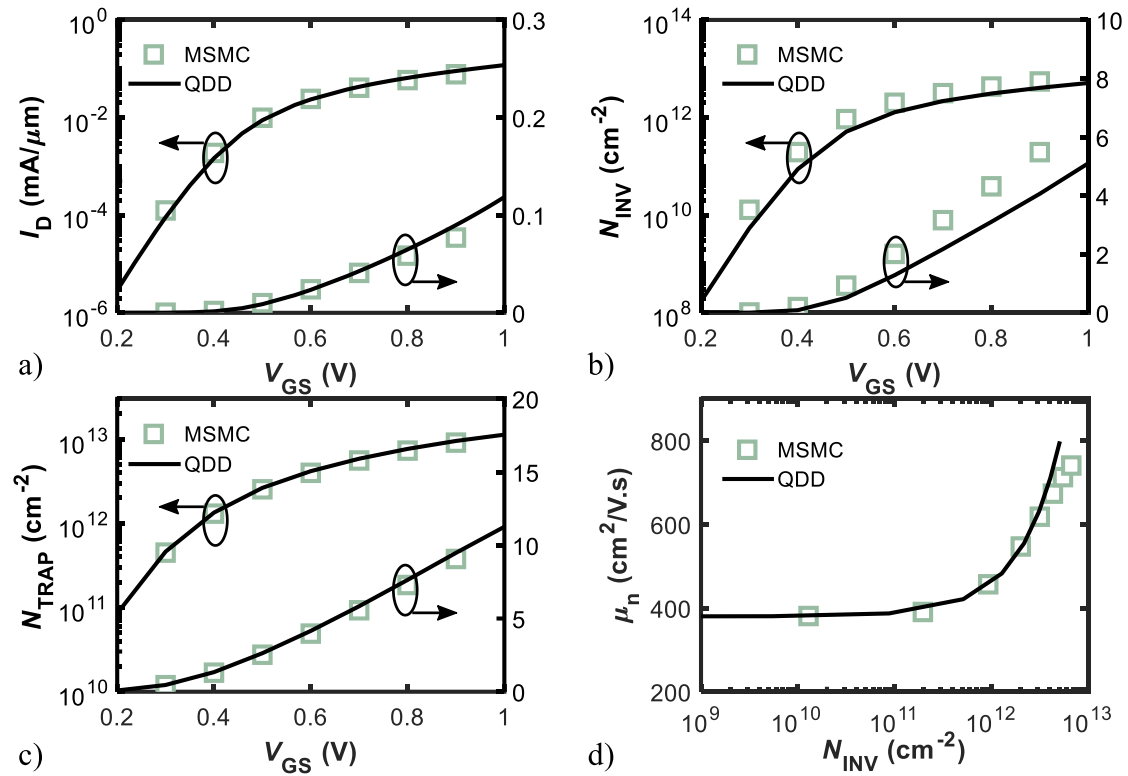 10^0 0.3
MSMC
QDD
10^-2 0.2
I_D (mA/μm)
10^-4 0.1
10^-6 0
0.2 0.4 0.6 0.8 1
a) V_GS (V)
10^14 10
MSMC
QDD 8
10^12 6
N_INV (cm^-2)
10^10 4
2
10^8 0
0.2 0.4 0.6 0.8 1
b) V_GS (V)
20
10^13 MSMC
QDD 15
10^12
N_TRAP (cm^-2) 10
10^11 5
10^10 0
0.2 0.4 0.6 0.8 1
c) V_GS (V)
800
MSMC
QDD
600
μ_n (cm^2/V.s)
400
200
10^9 10^10 10^11 10^12 10^13
d) N_INV (cm^-2)